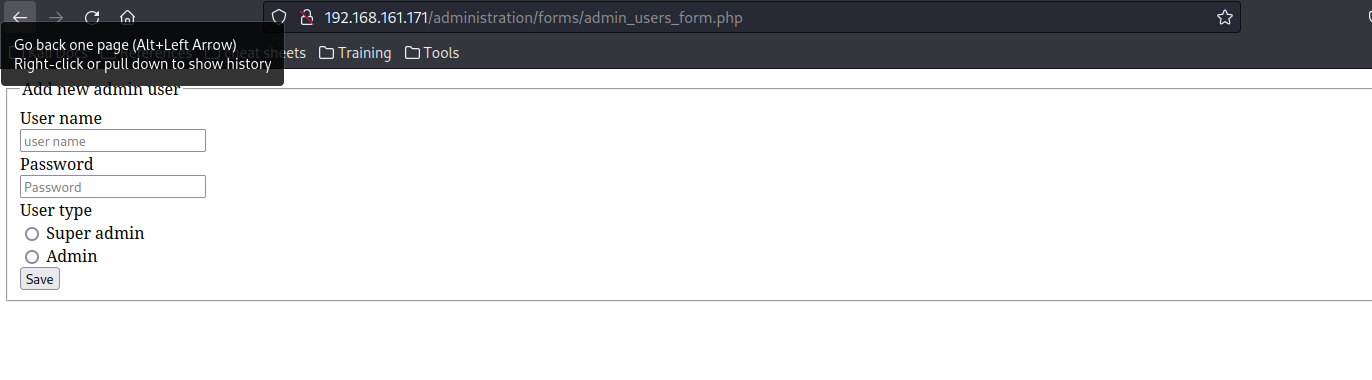 192.168.161.171/administration/forms/admin_users_form.php
Go back one page (Alt+Left Arrow)
Right-click or pull down to show history
sheets
Training
Tools
Add new admin user
User name
user name
Password
Password
User type
Super admin
Admin
Save